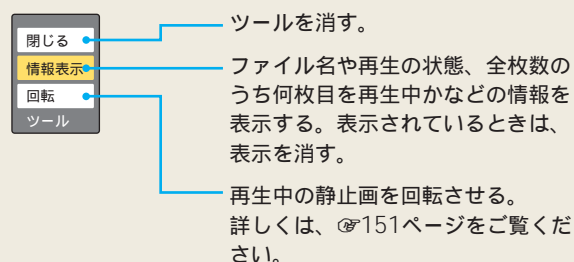 閉じる
情報表示
回転
ツール
ツールを消す。
ファイル名や再生の状態、全枚数の
うち何枚目を再生中かなどの情報を
表示する。表示されているときは、
表示を消す。
再生中の静止画を回転させる。
詳しくは、☞151ページをご覧くだ
さい。